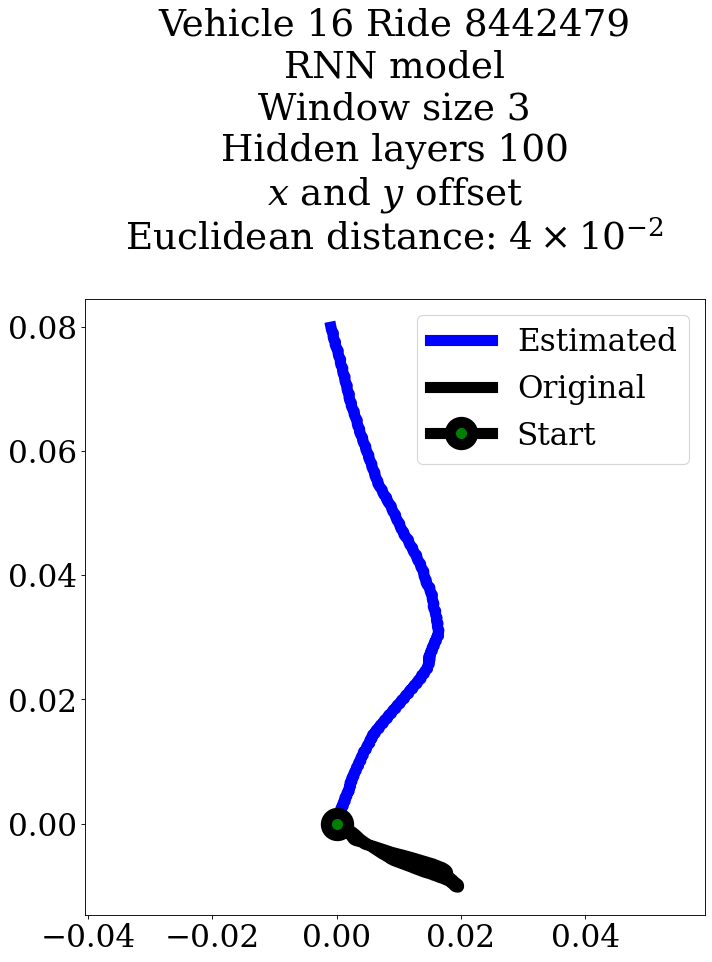 Vehicle 16 Ride 8442479
RNN model
Window size 3
Hidden layers 100
x and y offset
Euclidean distance: 4 × 10⁻²
Estimated
Original
Start
0.08
0.06
0.04
0.02
0.00
−0.04 −0.02 0.00 0.02 0.04